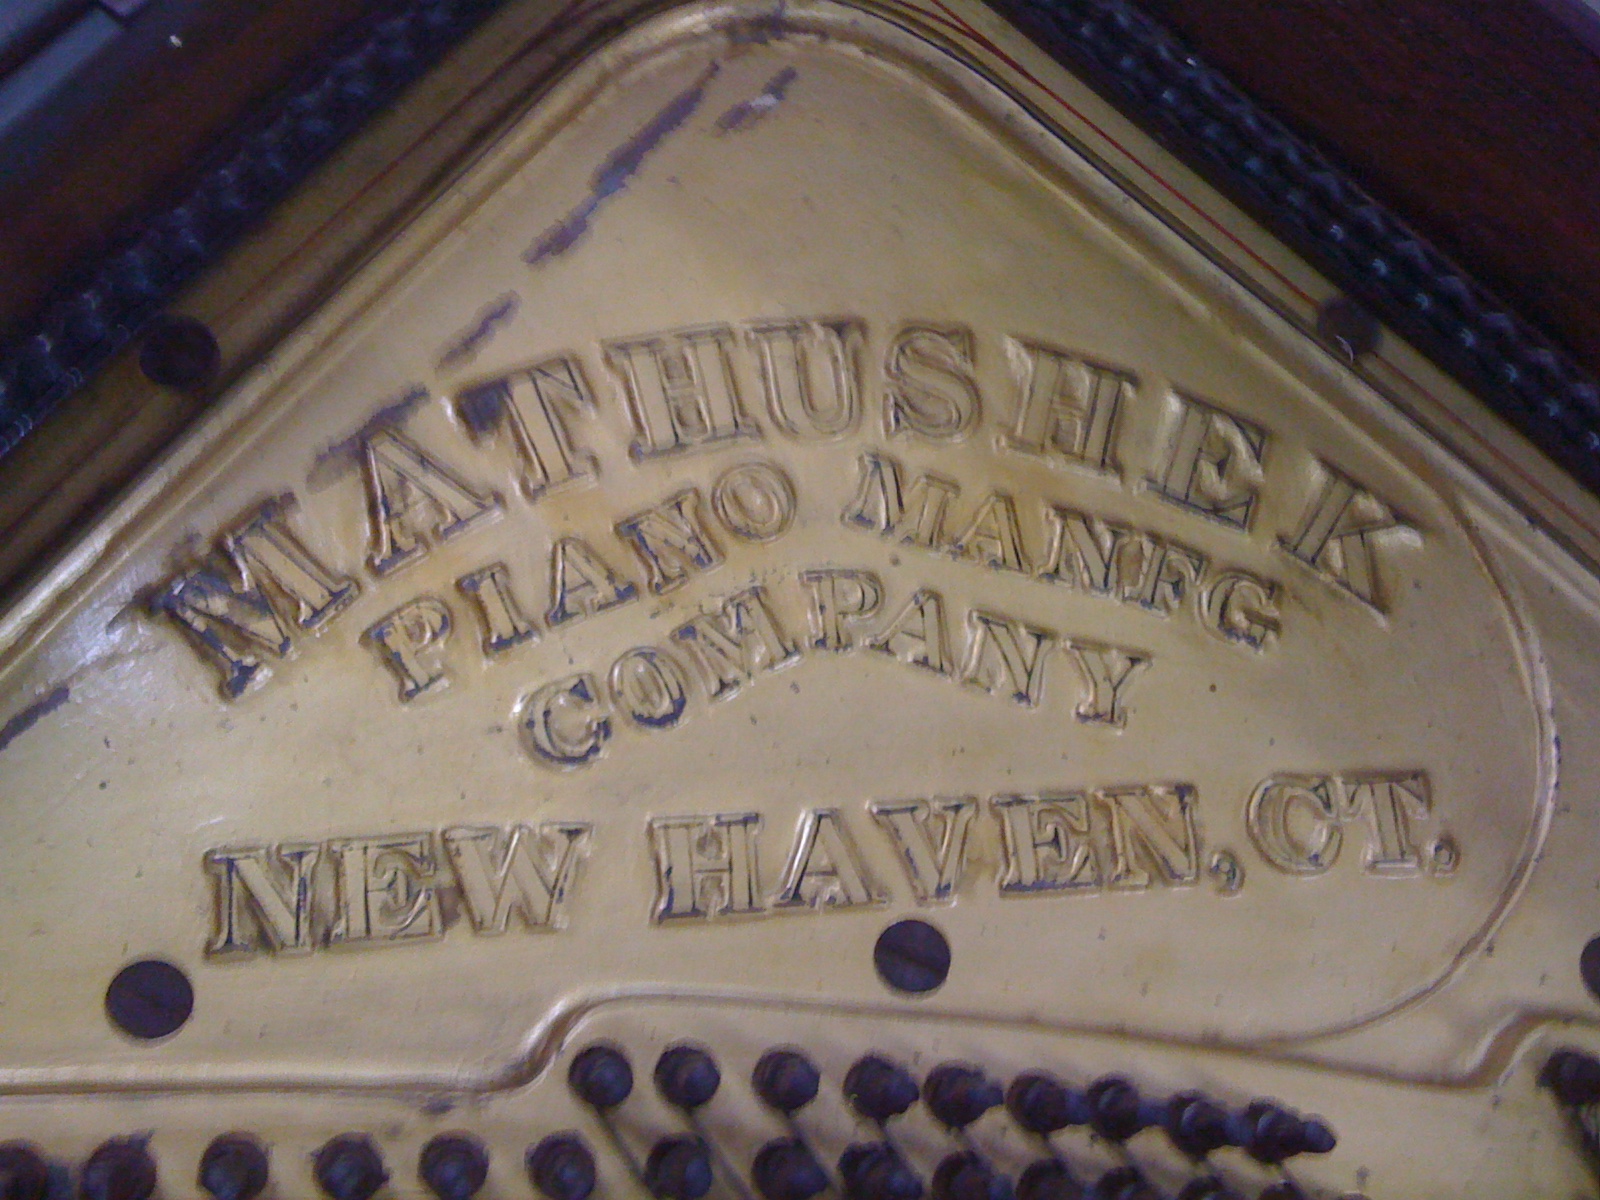 MATHUSHEK
PIANO MANFG
COMPANY
NEW HAVEN, CT.